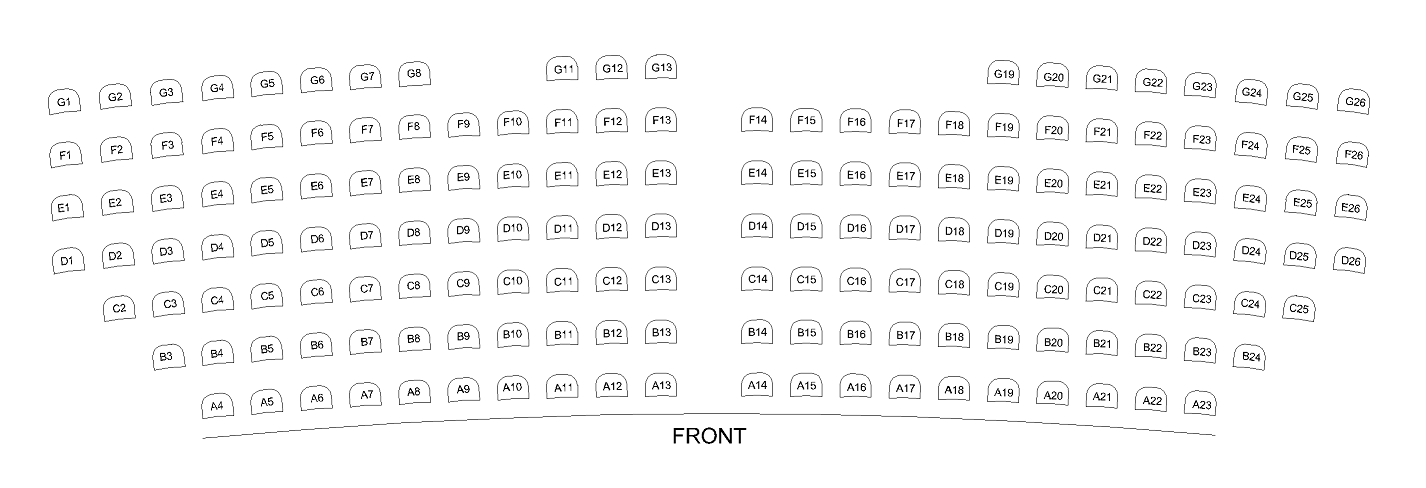 G1 G2 G3 G4 G5 G6 G7 G8 G11 G12 G13 G19 G20 G21 G22 G23 G24 G25 G26
F1 F2 F3 F4 F5 F6 F7 F8 F9 F10 F11 F12 F13 F14 F15 F16 F17 F18 F19 F20 F21 F22 F23 F24 F25 F26
E1 E2 E3 E4 E5 E6 E7 E8 E9 E10 E11 E12 E13 E14 E15 E16 E17 E18 E19 E20 E21 E22 E23 E24 E25 E26
D1 D2 D3 D4 D5 D6 D7 D8 D9 D10 D11 D12 D13 D14 D15 D16 D17 D18 D19 D20 D21 D22 D23 D24 D25 D26
C2 C3 C4 C5 C6 C7 C8 C9 C10 C11 C12 C13 C14 C15 C16 C17 C18 C19 C20 C21 C22 C23 C24 C25
B3 B4 B5 B6 B7 B8 B9 B10 B11 B12 B13 B14 B15 B16 B17 B18 B19 B20 B21 B22 B23 B24
A4 A5 A6 A7 A8 A9 A10 A11 A12 A13 A14 A15 A16 A17 A18 A19 A20 A21 A22 A23
FRONT